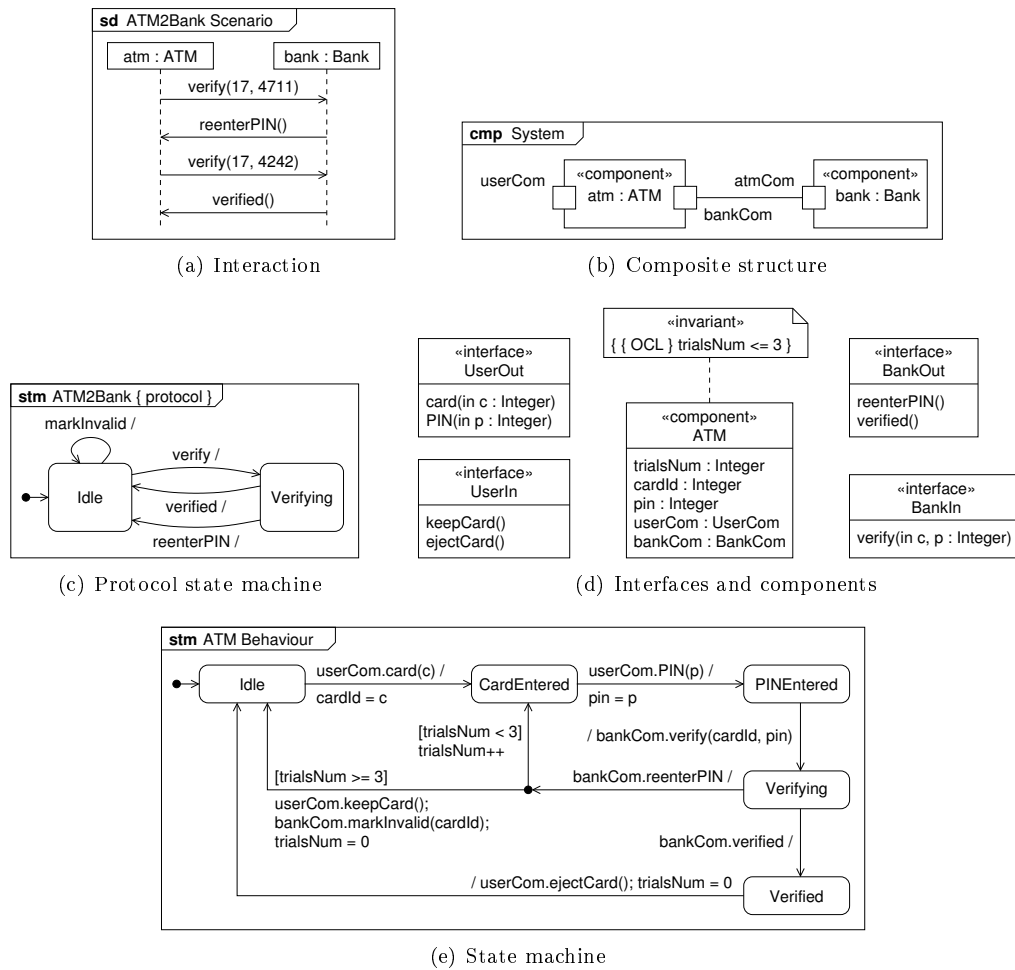 sd ATM2Bank Scenario
atm : ATM
bank : Bank
verify(17, 4711)
reenterPIN()
verify(17, 4242)
verified()
(a) Interaction
cmp System
userCom
«component»
atm : ATM
bankCom
atmCom
«component»
bank : Bank
(b) Composite structure
stm ATM2Bank { protocol }
markInvalid /
Idle
verify /
verified /
reenterPIN /
Verifying
(c) Protocol state machine
«interface»
UserOut
card(in c : Integer)
PIN(in p : Integer)
«interface»
UserIn
keepCard()
ejectCard()
«invariant»
{ { OCL } trialsNum <= 3 }
«component»
ATM
trialsNum : Integer
cardId : Integer
pin : Integer
userCom : UserCom
bankCom : BankCom
«interface»
BankOut
reenterPIN()
verified()
«interface»
BankIn
verify(in c, p : Integer)
(d) Interfaces and components
stm ATM Behaviour
Idle
userCom.card(c) /
cardId = c
CardEntered
userCom.PIN(p) /
pin = p
PINEntered
[trialsNum < 3]
trialsNum++
/ bankCom.verify(cardId, pin)
[trialsNum >= 3]
userCom.keepCard();
bankCom.markInvalid(cardId);
trialsNum = 0
bankCom.reenterPIN /
Verifying
bankCom.verified /
/ userCom.ejectCard(); trialsNum = 0
Verified
(e) State machine